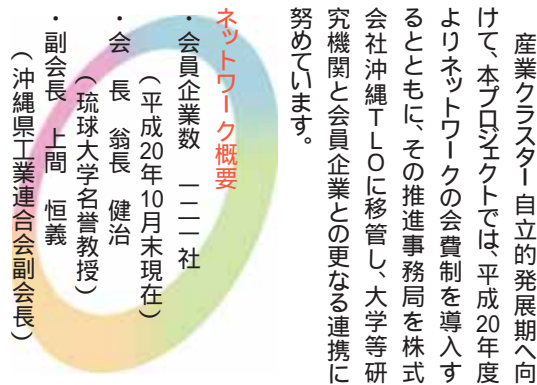 産業クラスター自立的発展期へ向
けて、本プロジェクトでは、平成20年度
よりネットワークの会費制を導入す
るとともに、その推進事務局を株式
会社沖縄TLOに移管し、大学等研
究機関と会員企業との更なる連携に
努めています。
ネットワーク概要
・会員企業数 一二一社
（平成20年10月末現在）
・会 長 翁長 健治
（琉球大学名誉教授）
・副会長 上間 恒義
（沖縄県工業連合会副会長）